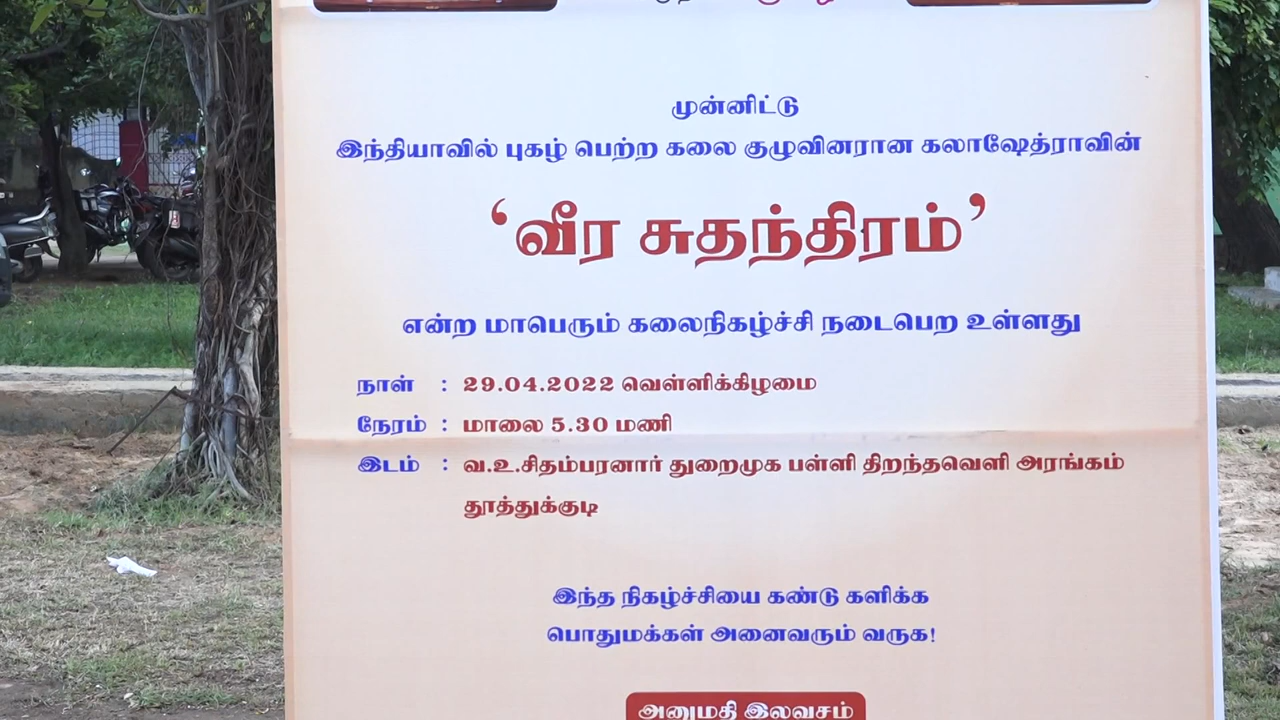 முன்னிட்டு
இந்தியாவில் புகழ் பெற்ற கலை குழுவினரான கலாஷேத்ராவின்
‘வீர சுதந்திரம்’
என்ற மாபெரும் கலைநிகழ்ச்சி நடைபெற உள்ளது
நாள் : 29.04.2022 வெள்ளிக்கிழமை
நேரம் : மாலை 5.30 மணி
இடம் : வ.உ.சிதம்பரனார் துறைமுக பள்ளி திறந்தவெளி அரங்கம்
தூத்துக்குடி
இந்த நிகழ்ச்சியை கண்டு களிக்க
பொதுமக்கள் அனைவரும் வருக!
அனுமதி இலவசம்